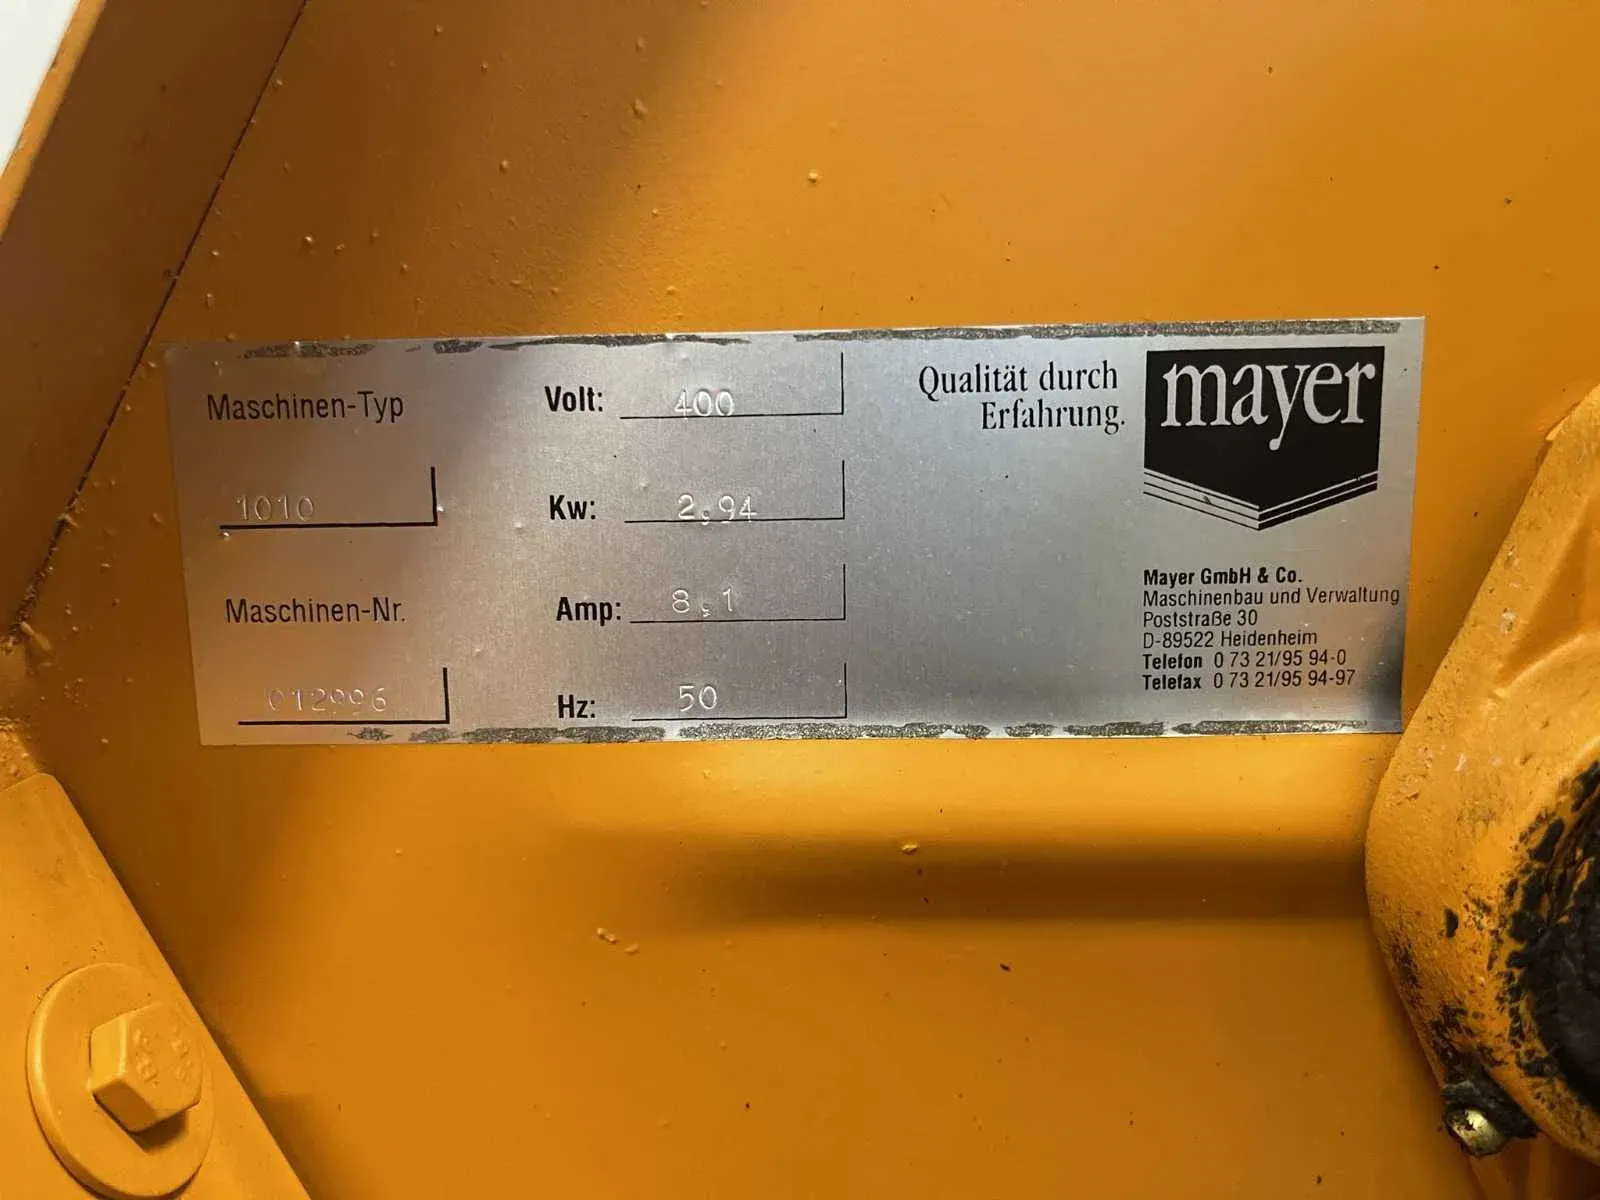 Maschinen-Typ
1010
Maschinen-Nr.
012996
Volt: 400
Kw: 2,94
Amp: 8,1
Hz: 50
Qualität durch
Erfahrung.
mayer
Mayer GmbH & Co.
Maschinenbau und Verwaltung
Poststraße 30
D-89522 Heidenheim
Telefon 0 73 21/95 94-0
Telefax 0 73 21/95 94-97